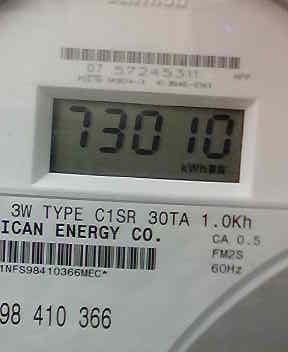 07 57245311
73010
kWh
3W TYPE C1SR 30TA 1.0Kh
ICAN ENERGY CO.
CA 0.5
FM2S
1NFS98410366MEC*
60Hz
98 410 366